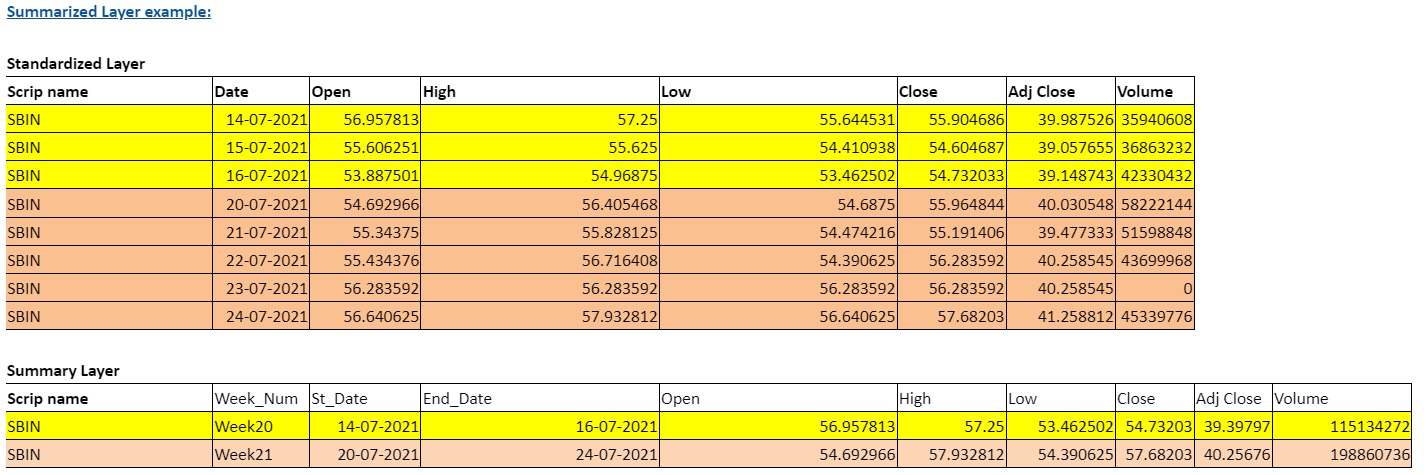 Summarized Layer example:
Standardized Layer
Scrip name Date Open High Low Close Adj Close Volume
SBIN 14-07-2021 56.957813 57.25 55.644531 55.904686 39.987526 35940608
SBIN 15-07-2021 55.606251 55.625 54.410938 54.604687 39.057655 36863232
SBIN 16-07-2021 53.887501 54.96875 53.462502 54.732033 39.148743 42330432
SBIN 20-07-2021 54.692966 56.405468 54.6875 55.964844 40.030548 58222144
SBIN 21-07-2021 55.34375 55.828125 54.474216 55.191406 39.477333 51598848
SBIN 22-07-2021 55.434376 56.716408 54.390625 56.283592 40.258545 43699968
SBIN 23-07-2021 56.283592 56.283592 56.283592 56.283592 40.258545 0
SBIN 24-07-2021 56.640625 57.932812 56.640625 57.68203 41.258812 45339776
Summary Layer
Scrip name Week_Num St_Date End_Date Open High Low Close Adj Close Volume
SBIN Week20 14-07-2021 16-07-2021 56.957813 57.25 53.462502 54.73203 39.39797 115134272
SBIN Week21 20-07-2021 24-07-2021 54.692966 57.932812 54.390625 57.68203 40.25676 198860736